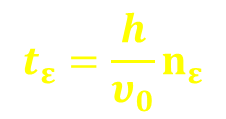 t_ε = h/υ₀ n_ε